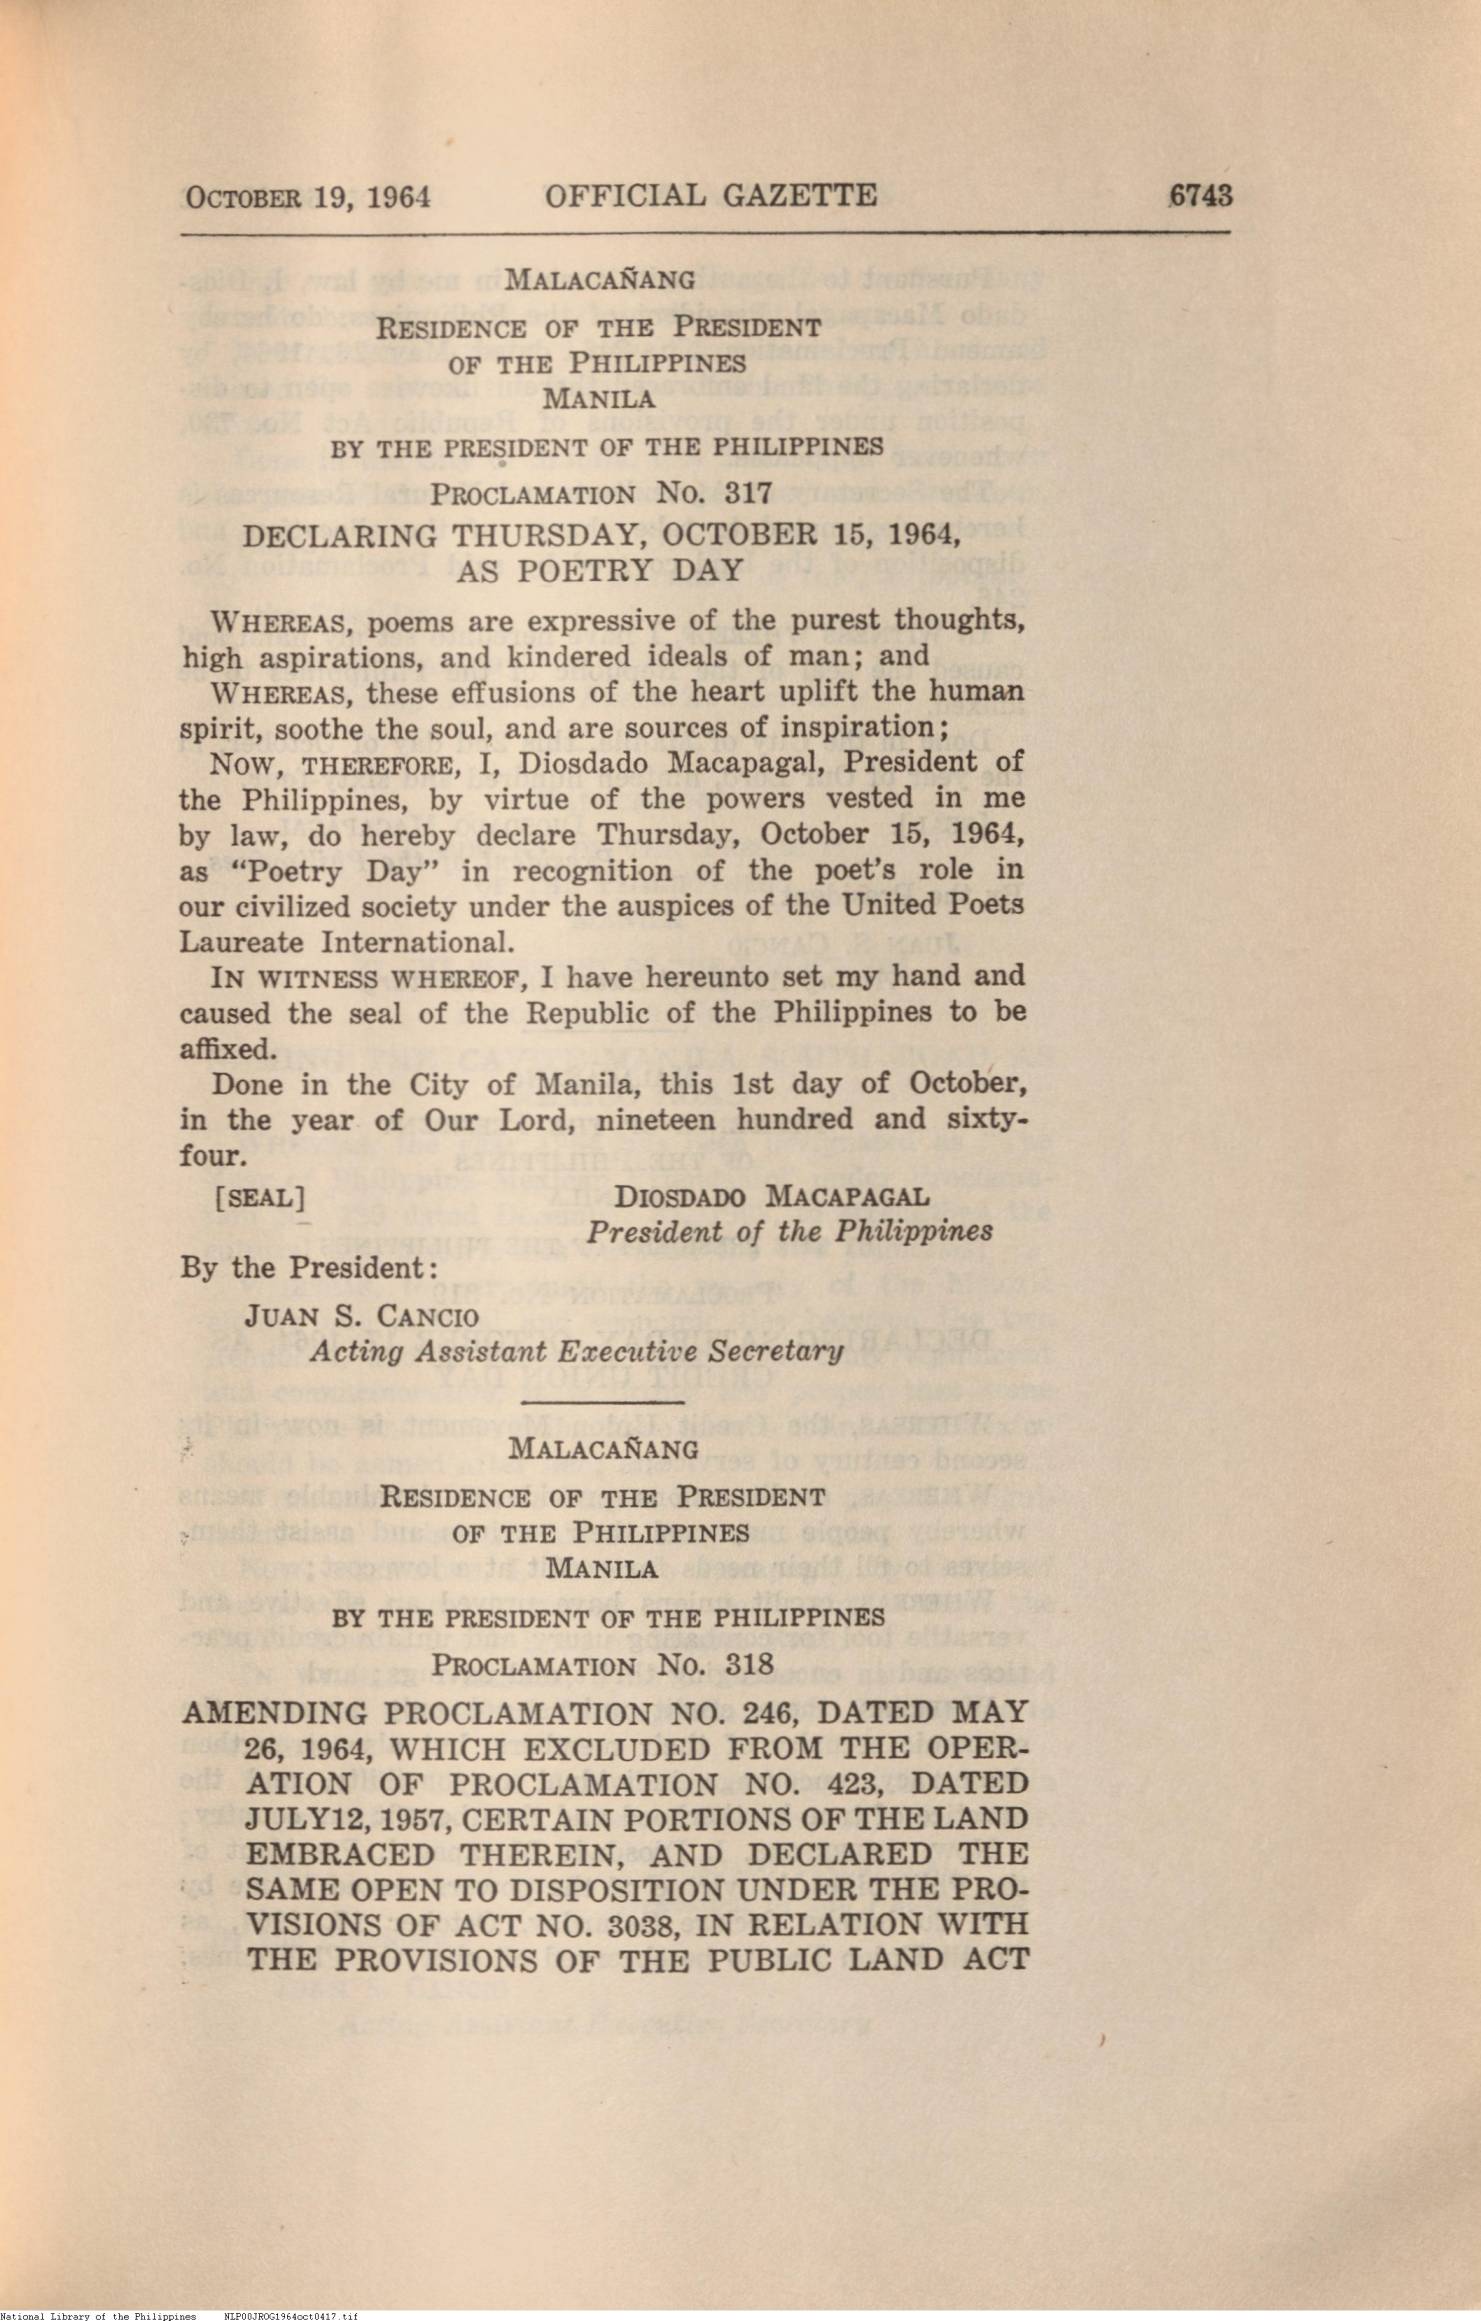 OCTOBER 19, 1964 OFFICIAL GAZETTE 6743
MALACAÑANG
RESIDENCE OF THE PRESIDENT
OF THE PHILIPPINES
MANILA
BY THE PRESIDENT OF THE PHILIPPINES
PROCLAMATION NO. 317
DECLARING THURSDAY, OCTOBER 15, 1964,
AS POETRY DAY
WHEREAS, poems are expressive of the purest thoughts,
high aspirations, and kindered ideals of man; and
WHEREAS, these effusions of the heart uplift the human
spirit, soothe the soul, and are sources of inspiration;
NOW, THEREFORE, I, Diosdado Macapagal, President of
the Philippines, by virtue of the powers vested in me
by law, do hereby declare Thursday, October 15, 1964,
as “Poetry Day” in recognition of the poet's role in
our civilized society under the auspices of the United Poets
Laureate International.
IN WITNESS WHEREOF, I have hereunto set my hand and
caused the seal of the Republic of the Philippines to be
affixed.
Done in the City of Manila, this 1st day of October,
in the year of Our Lord, nineteen hundred and sixty-
four.
[SEAL] DIOSDADO MACAPAGAL
President of the Philippines
By the President:
JUAN S. CANCIO
Acting Assistant Executive Secretary
MALACAÑANG
RESIDENCE OF THE PRESIDENT
OF THE PHILIPPINES
MANILA
BY THE PRESIDENT OF THE PHILIPPINES
PROCLAMATION NO. 318
AMENDING PROCLAMATION NO. 246, DATED MAY
26, 1964, WHICH EXCLUDED FROM THE OPER-
ATION OF PROCLAMATION NO. 423, DATED
JULY12, 1957, CERTAIN PORTIONS OF THE LAND
EMBRACED THEREIN, AND DECLARED THE
SAME OPEN TO DISPOSITION UNDER THE PRO-
VISIONS OF ACT NO. 3038, IN RELATION WITH
THE PROVISIONS OF THE PUBLIC LAND ACT
National Library of the Philippines NLP00JROG1964oct0417.tif